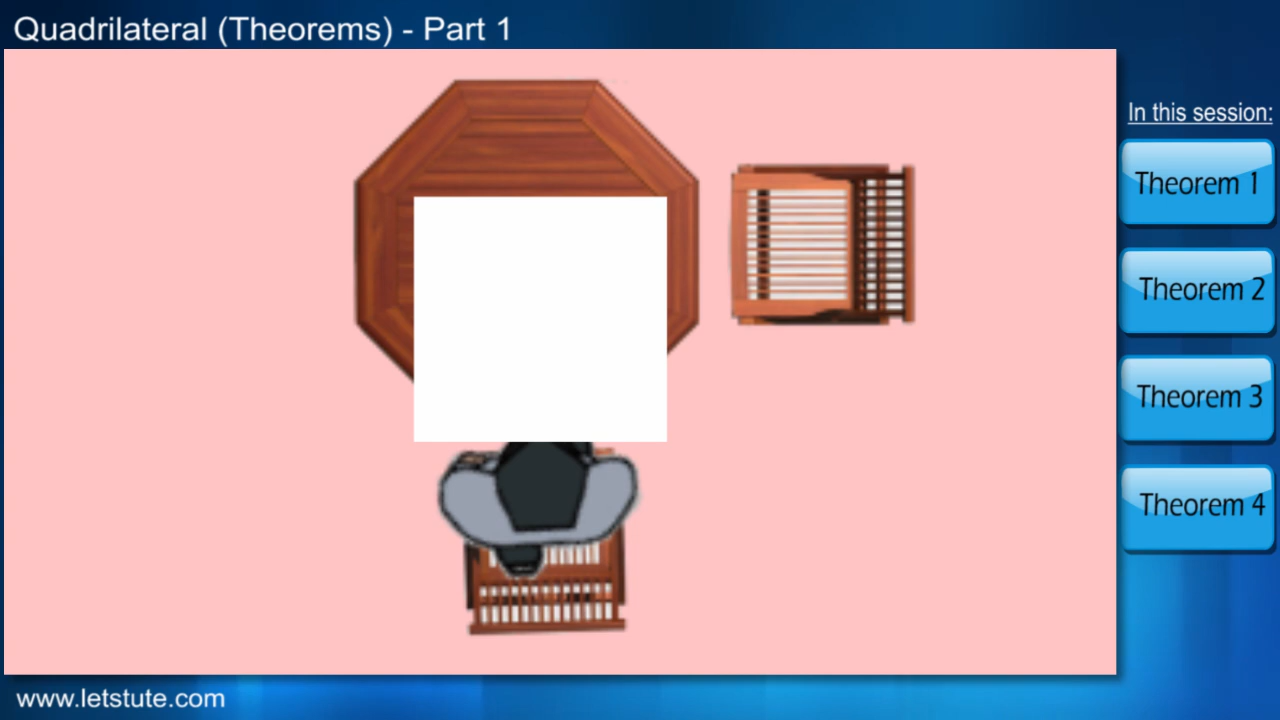 Quadrilateral (Theorems) - Part 1
In this session:
Theorem 1
Theorem 2
Theorem 3
Theorem 4
www.letstute.com